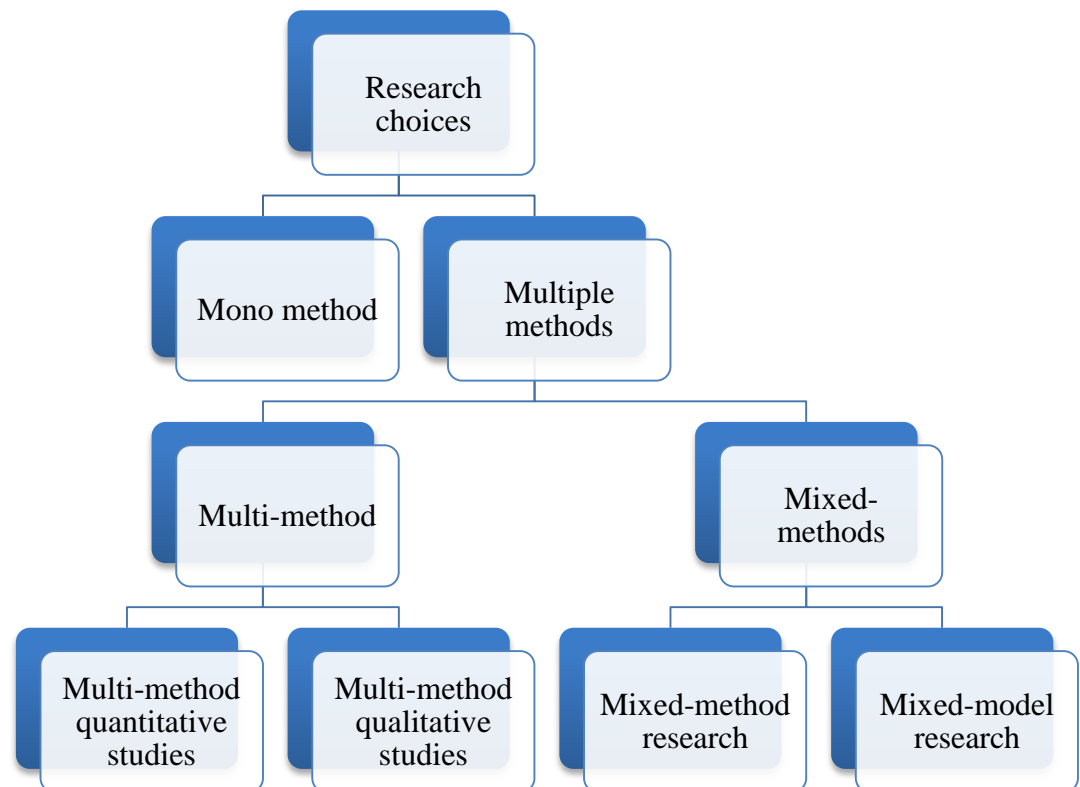 Research
choices
Mono method
Multiple
methods
Multi-method
Mixed-
methods
Multi-method
quantitative
studies
Multi-method
qualitative
studies
Mixed-method
research
Mixed-model
research